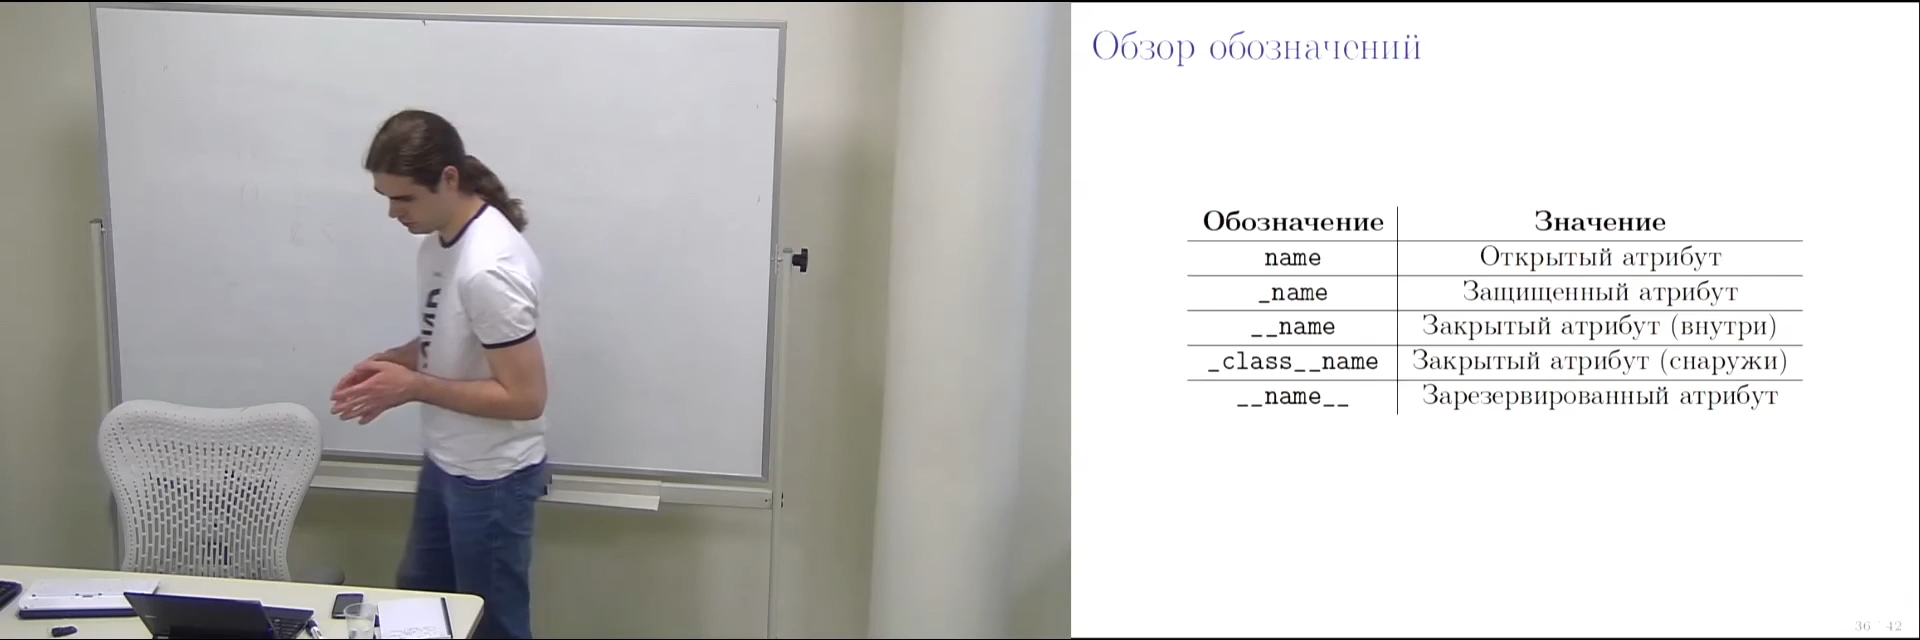 Обзор обозначений
Обозначение Значение
name Открытый атрибут
_name Защищенный атрибут
__name Закрытый атрибут (внутри)
_class__name Закрытый атрибут (снаружи)
__name__ Зарезервированный атрибут
36 42